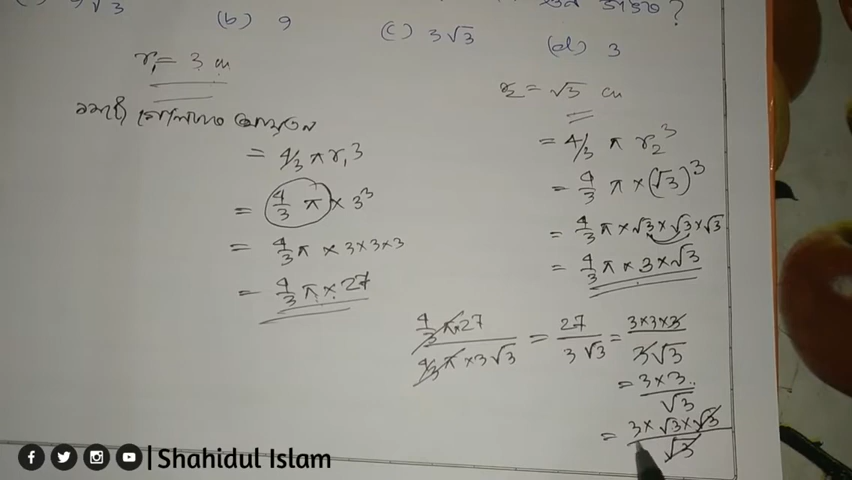 √3
(b) 9
(c) 3√3
(d) 3
?
r₁ = 3 cm
r₂ = √3 cm
= 4/3 π r₁³
= 4/3 π × 3³
= 4/3 π × 3×3×3
= 4/3 π × 27
= 4/3 π r₂³
= 4/3 π × (√3)³
= 4/3 π × √3 × √3 × √3
= 4/3 π × 3 × √3
4/3 π × 27 / 4/3 π × 3√3 = 27 / 3√3 = 3×3×3 / 3√3
= 3×3 / √3
= 3×√3×√3 / √3
| Shahidul Islam